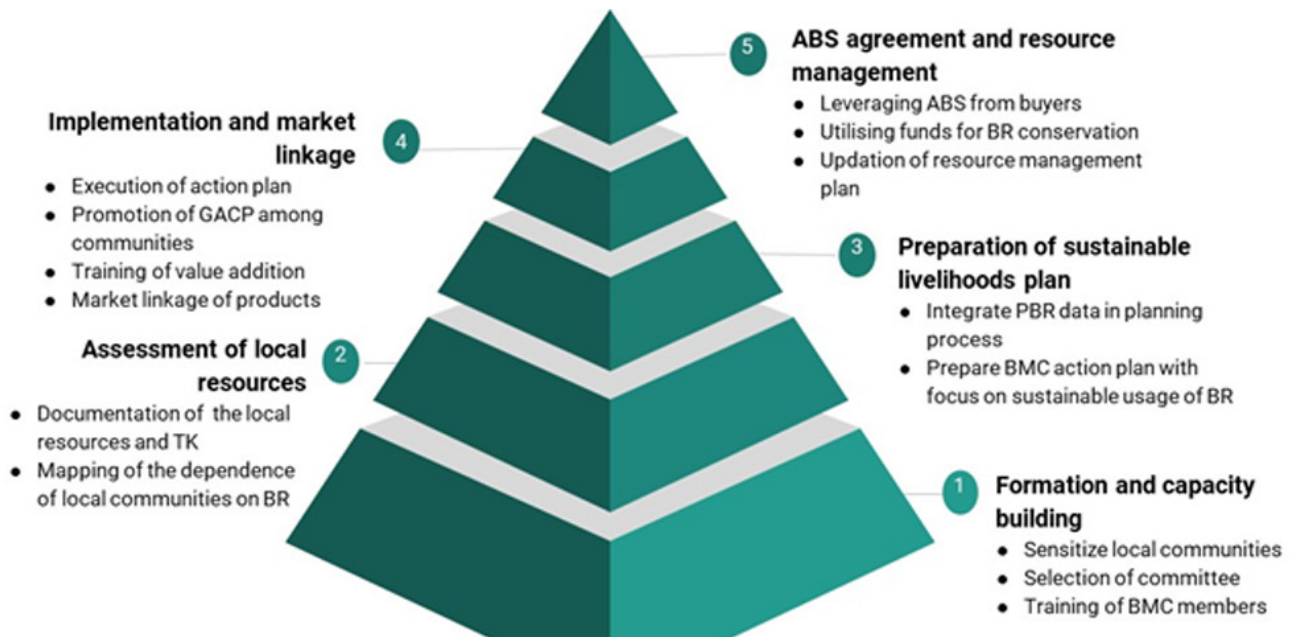 5
ABS agreement and resource
management
● Leveraging ABS from buyers
● Utilising funds for BR conservation
● Updation of resource management
plan
4
Implementation and market
linkage
● Execution of action plan
● Promotion of GACP among
communities
● Training of value addition
● Market linkage of products
3
Preparation of sustainable
livelihoods plan
● Integrate PBR data in planning
process
● Prepare BMC action plan with
focus on sustainable usage of BR
2
Assessment of local
resources
● Documentation of the local
resources and TK
● Mapping of the dependence
of local communities on BR
1
Formation and capacity
building
● Sensitize local communities
● Selection of committee
● Training of BMC members